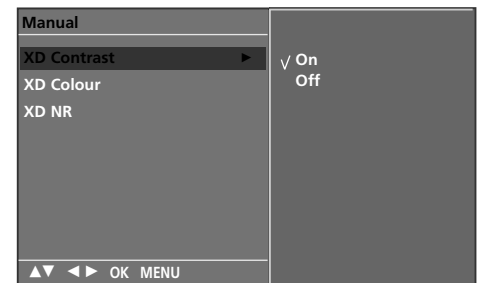 Manual
XD Contrast ►
XD Colour
XD NR
√ On
Off
▲▼ ◄► OK MENU